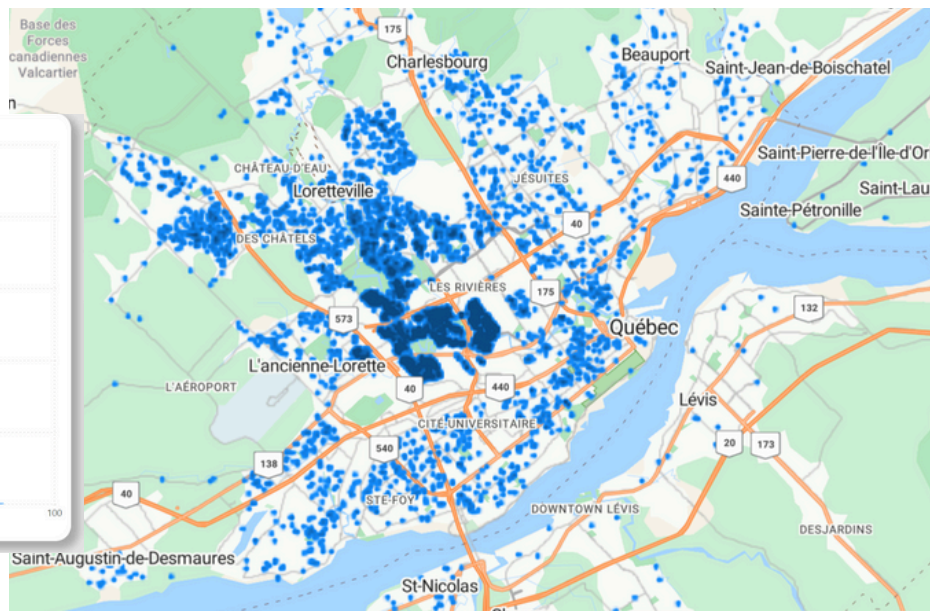 Base des
Forces
canadiennes
Valcartier
175
Charlesbourg
Beauport
Saint-Jean-de-Boischatel
n
CHÂTEAU D'EAU
Loretteville
JÉSUITES
Saint-Pierre-de-l'Île-d'Or
440
Saint-Lau
Sainte-Pétronille
40
DES CHÂTELS
LES RIVIÈRES
175
132
573
Québec
L'ancienne-Lorette
L'AÉROPORT
40
440
Lévis
CITÉ-UNIVERSITAIRE
540
20
173
138
40
STE-FOY
100
DOWNTOWN LÉVIS
DESJARDINS
Saint-Augustin-de-Desmaures
St-Nicolas